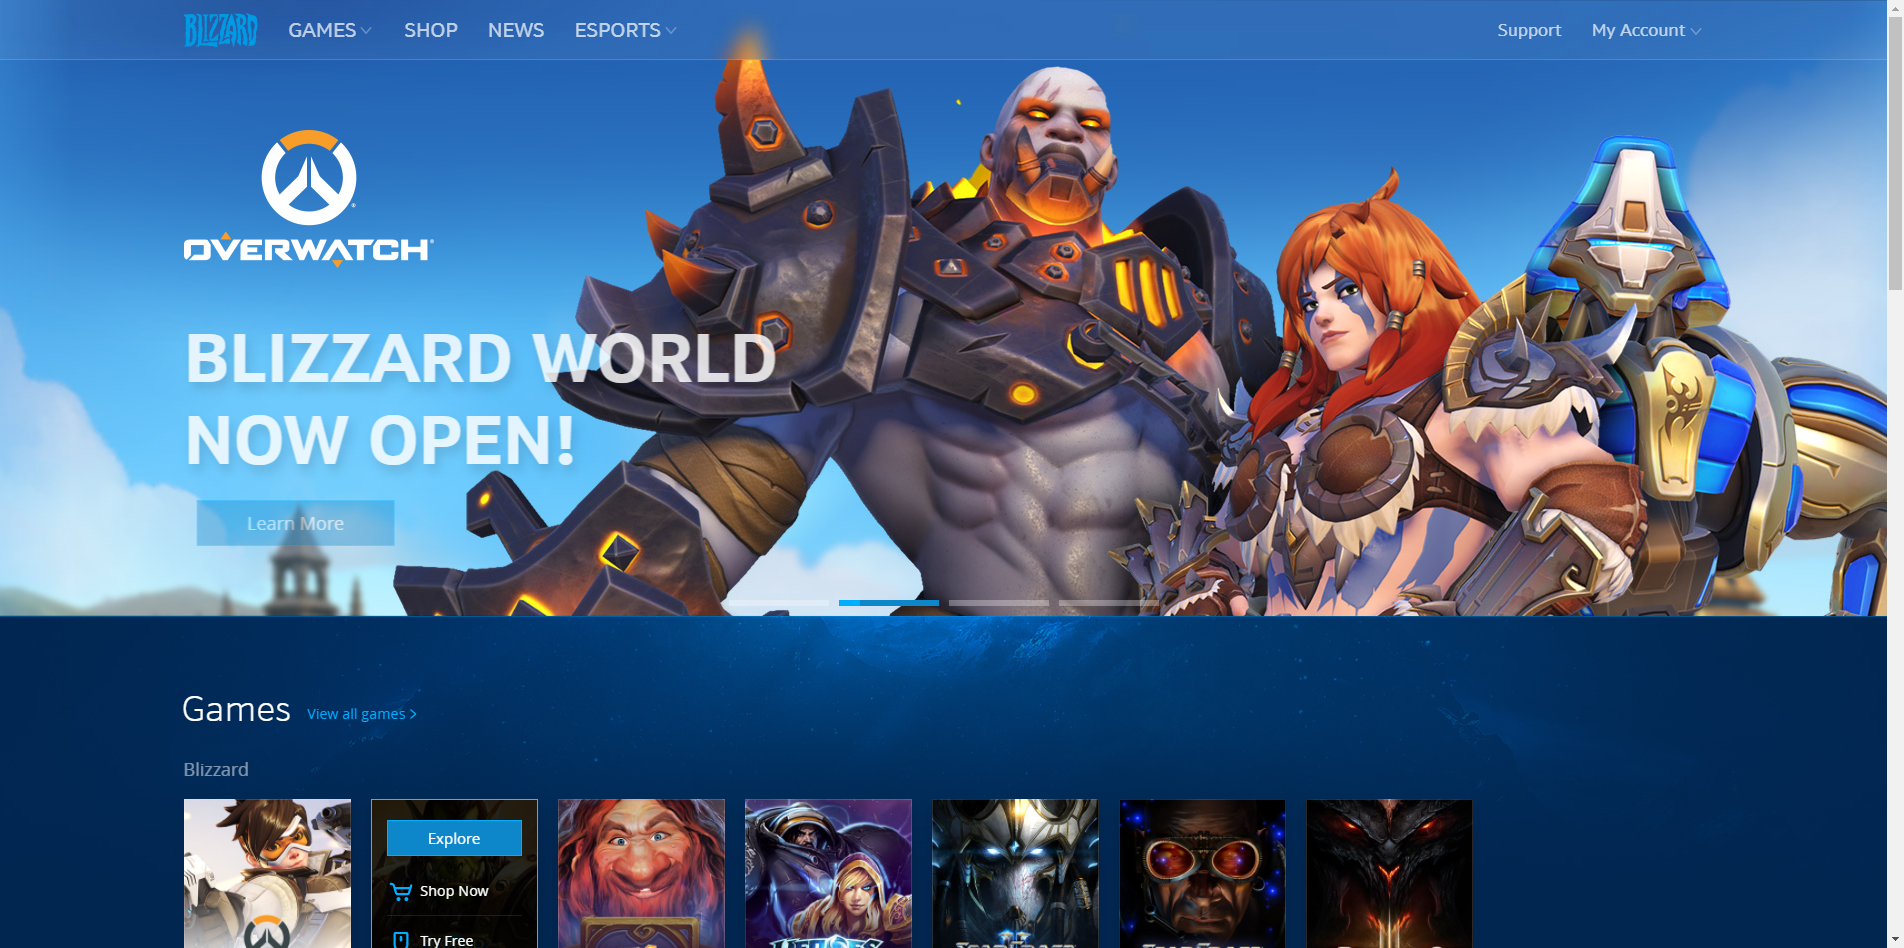 BLIZZARD
GAMES
SHOP
NEWS
ESPORTS
Support
My Account
OVERWATCH
BLIZZARD WORLD
NOW OPEN!
Learn More
Games
View all games
Blizzard
Explore
Shop Now
Try Free